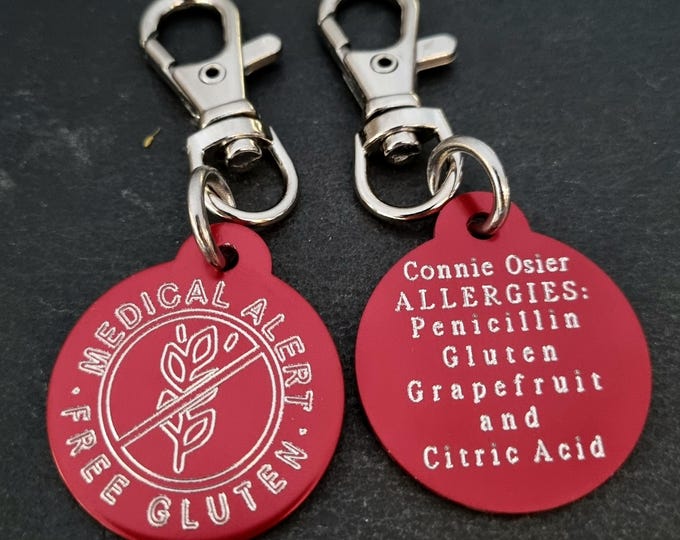 · MEDICAL ALERT ·
FREE GLUTEN
Connie Osier
ALLERGIES:
Penicillin
Gluten
Grapefruit
and
Citric Acid